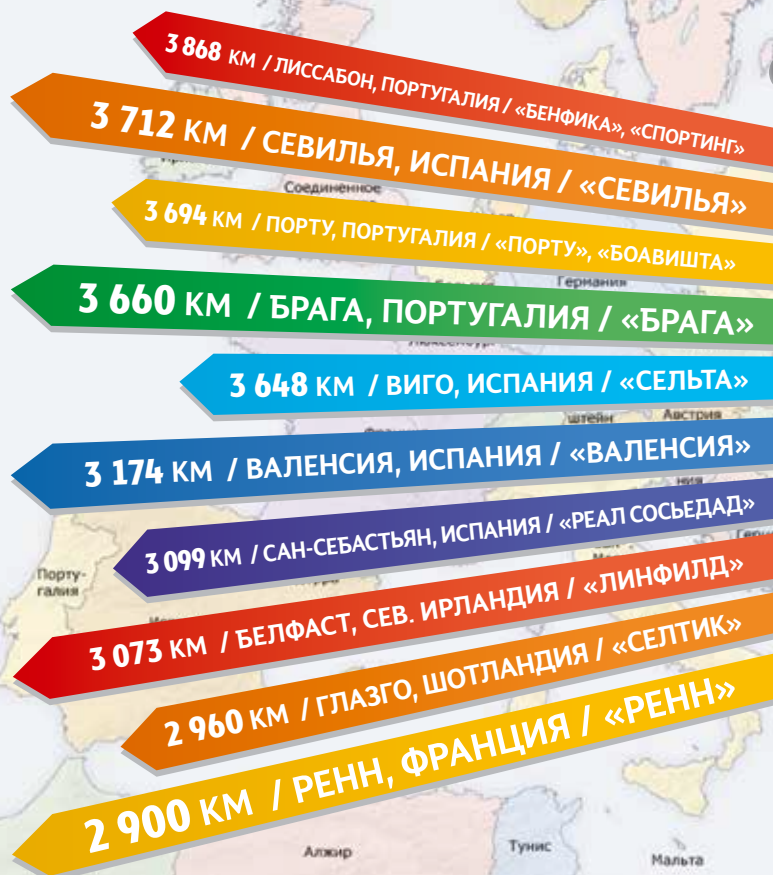 3 868 КМ / ЛИССАБОН, ПОРТУГАЛИЯ / «БЕНФИКА», «СПОРТИНГ»
3 712 КМ / СЕВИЛЬЯ, ИСПАНИЯ / «СЕВИЛЬЯ»
Соединенное
3 694 КМ / ПОРТУ, ПОРТУГАЛИЯ / «ПОРТУ», «БОАВИШТА»
Германия
3 660 КМ / БРАГА, ПОРТУГАЛИЯ / «БРАГА»
3 648 КМ / ВИГО, ИСПАНИЯ / «СЕЛЬТА»
штейн Австрия
3 174 КМ / ВАЛЕНСИЯ, ИСПАНИЯ / «ВАЛЕНСИЯ»
ния
3 099 КМ / САН-СЕБАСТЬЯН, ИСПАНИЯ / «РЕАЛ СОСЬЕДАД»
Порту-
галия
3 073 КМ / БЕЛФАСТ, СЕВ. ИРЛАНДИЯ / «ЛИНФИЛД»
2 960 КМ / ГЛАЗГО, ШОТЛАНДИЯ / «СЕЛТИК»
2 900 КМ / РЕНН, ФРАНЦИЯ / «РЕНН»
Алжир
Тунис
Мальта